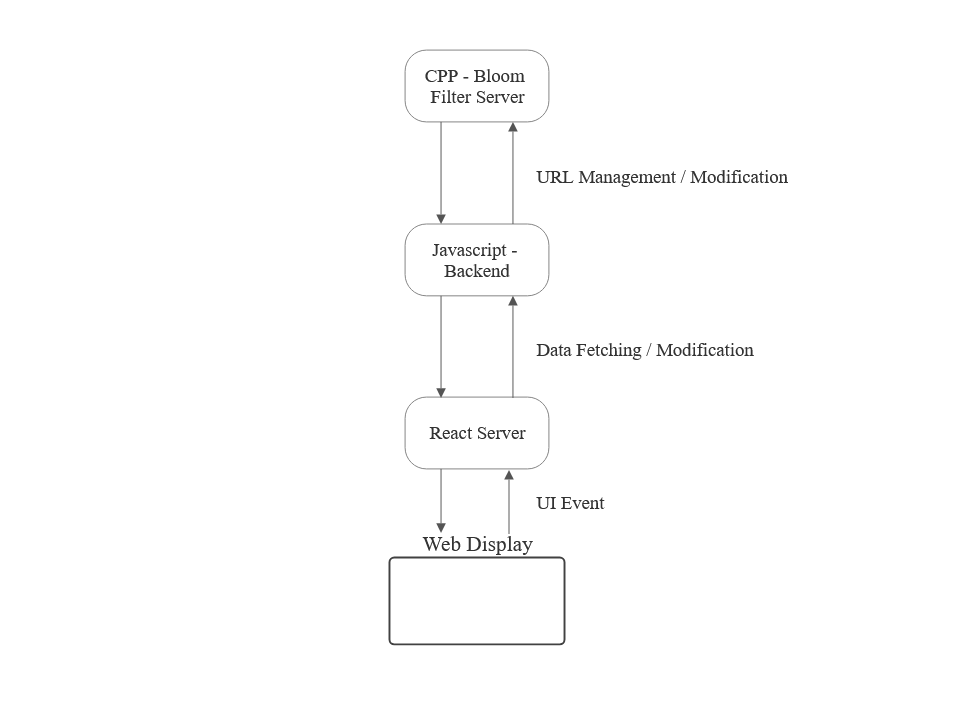 CPP - Bloom
Filter Server
URL Management / Modification
Javascript -
Backend
Data Fetching / Modification
React Server
UI Event
Web Display